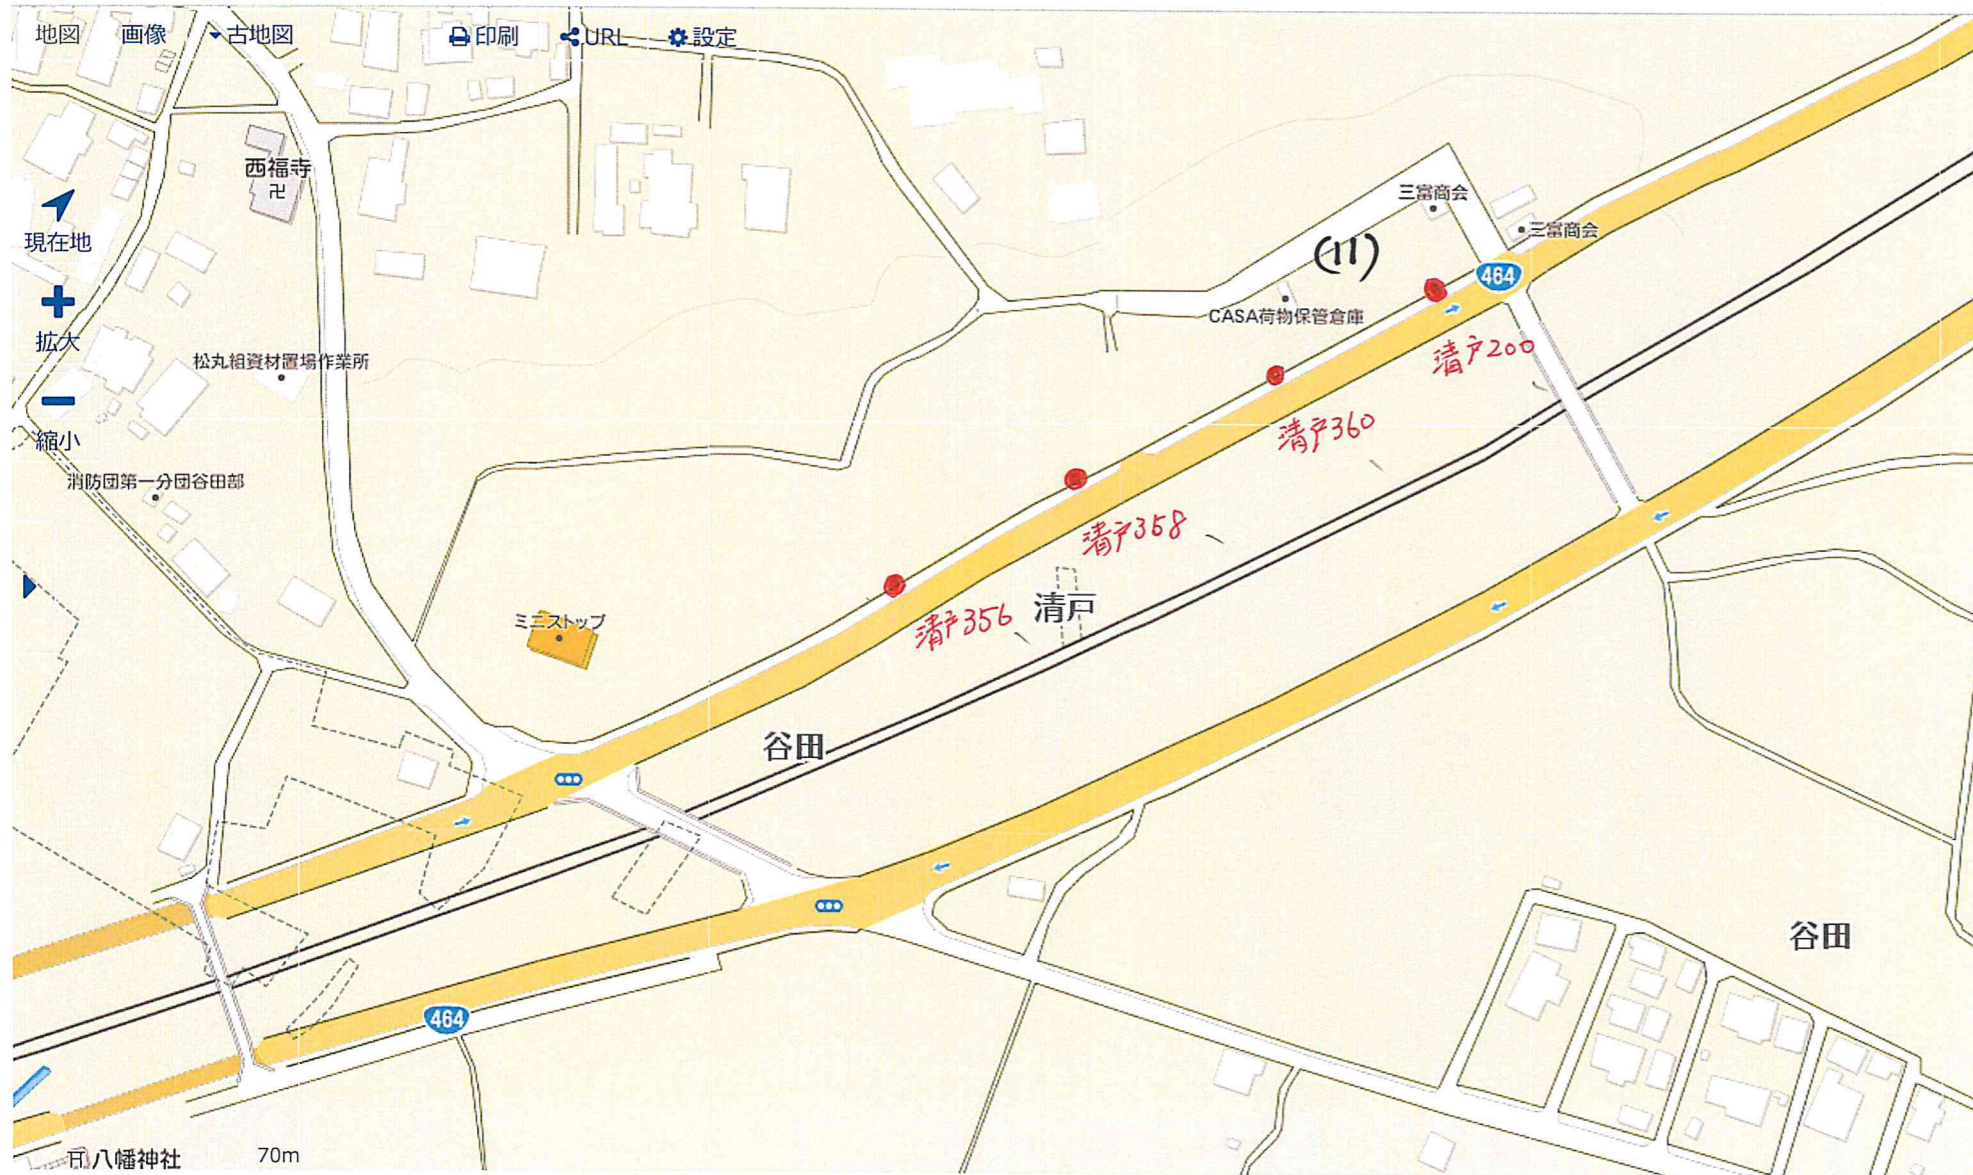 地図 画像 古地図 印刷 URL 設定
西福寺
三富商会
現在地
三富商会
(11)
464
CASA荷物保管倉庫
拡大
清戸200
松丸組資材置場作業所
清戸360
縮小
消防団第一分団谷田部
清戸358
清戸
ミニストップ
清戸356
谷田
谷田
464
八幡神社 70m